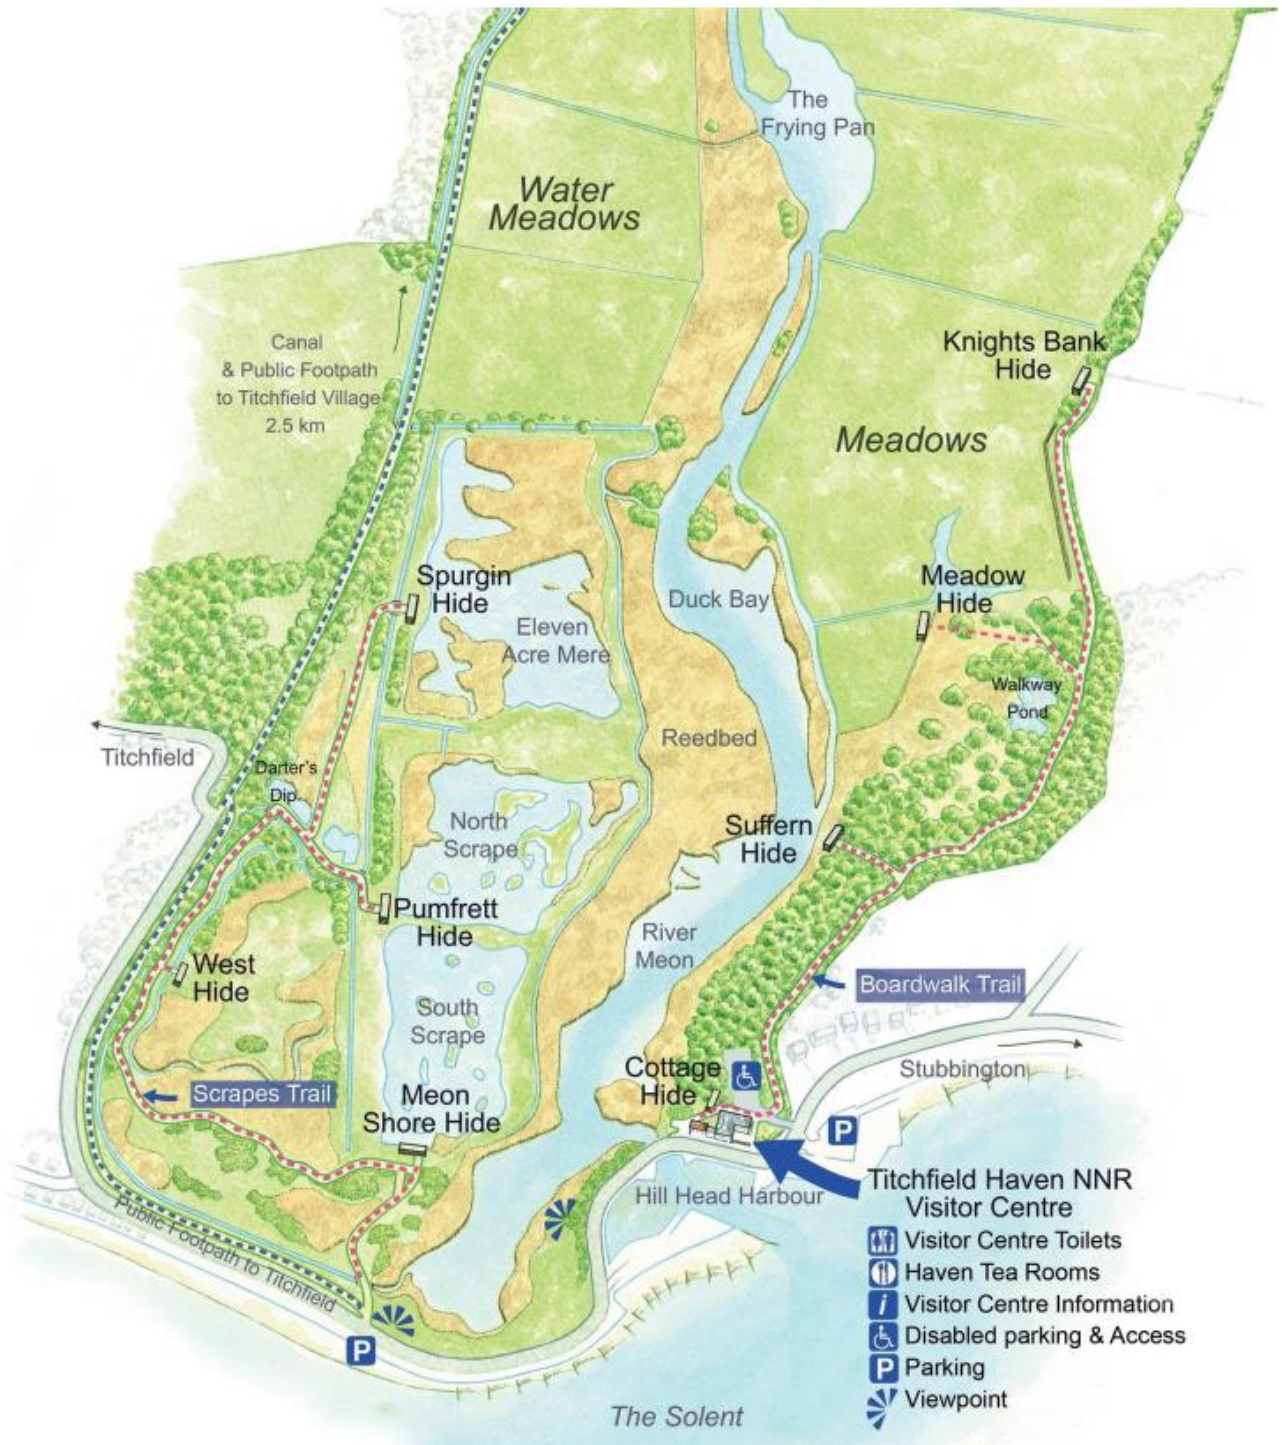 The
Frying Pan
Water
Meadows
Canal
& Public Footpath
to Titchfield Village
2.5 km
Knights Bank
Hide
Meadows
Spurgin
Hide
Eleven
Acre Mere
Duck Bay
Meadow
Hide
Walkway
Pond
Reedbed
Titchfield
Darter's
Dip
North
Scrape
Suffern
Hide
Pumfrett
Hide
River
Meon
West
Hide
South
Scrape
Boardwalk Trail
Stubbington
Cottage
Hide
Scrapes Trail
Meon
Shore Hide
P
Hill Head Harbour
Public Footpath to Titchfield
P
Titchfield Haven NNR
Visitor Centre
Visitor Centre Toilets
Haven Tea Rooms
i Visitor Centre Information
Disabled parking & Access
P Parking
Viewpoint
The Solent